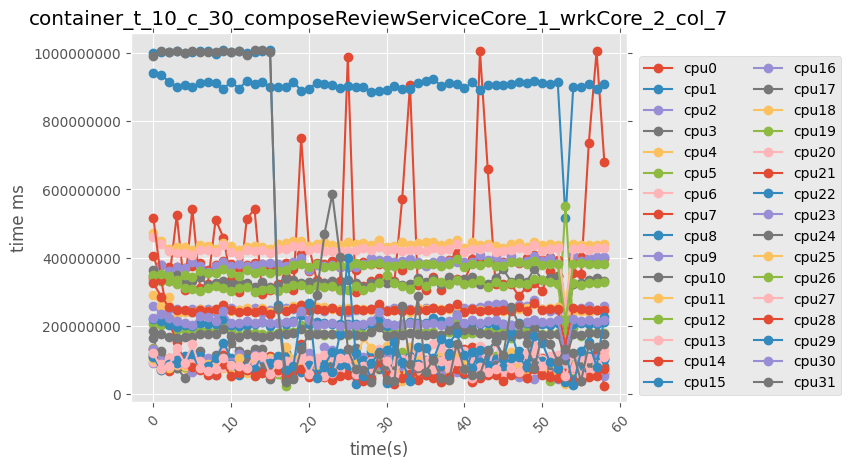 container_t_10_c_30_composeReviewServiceCore_1_wrkCore_2_col_7
1000000000
800000000
600000000
400000000
200000000
0
time ms
0
10
20
30
40
50
60
time(s)
cpu0
cpu1
cpu2
cpu3
cpu4
cpu5
cpu6
cpu7
cpu8
cpu9
cpu10
cpu11
cpu12
cpu13
cpu14
cpu15
cpu16
cpu17
cpu18
cpu19
cpu20
cpu21
cpu22
cpu23
cpu24
cpu25
cpu26
cpu27
cpu28
cpu29
cpu30
cpu31